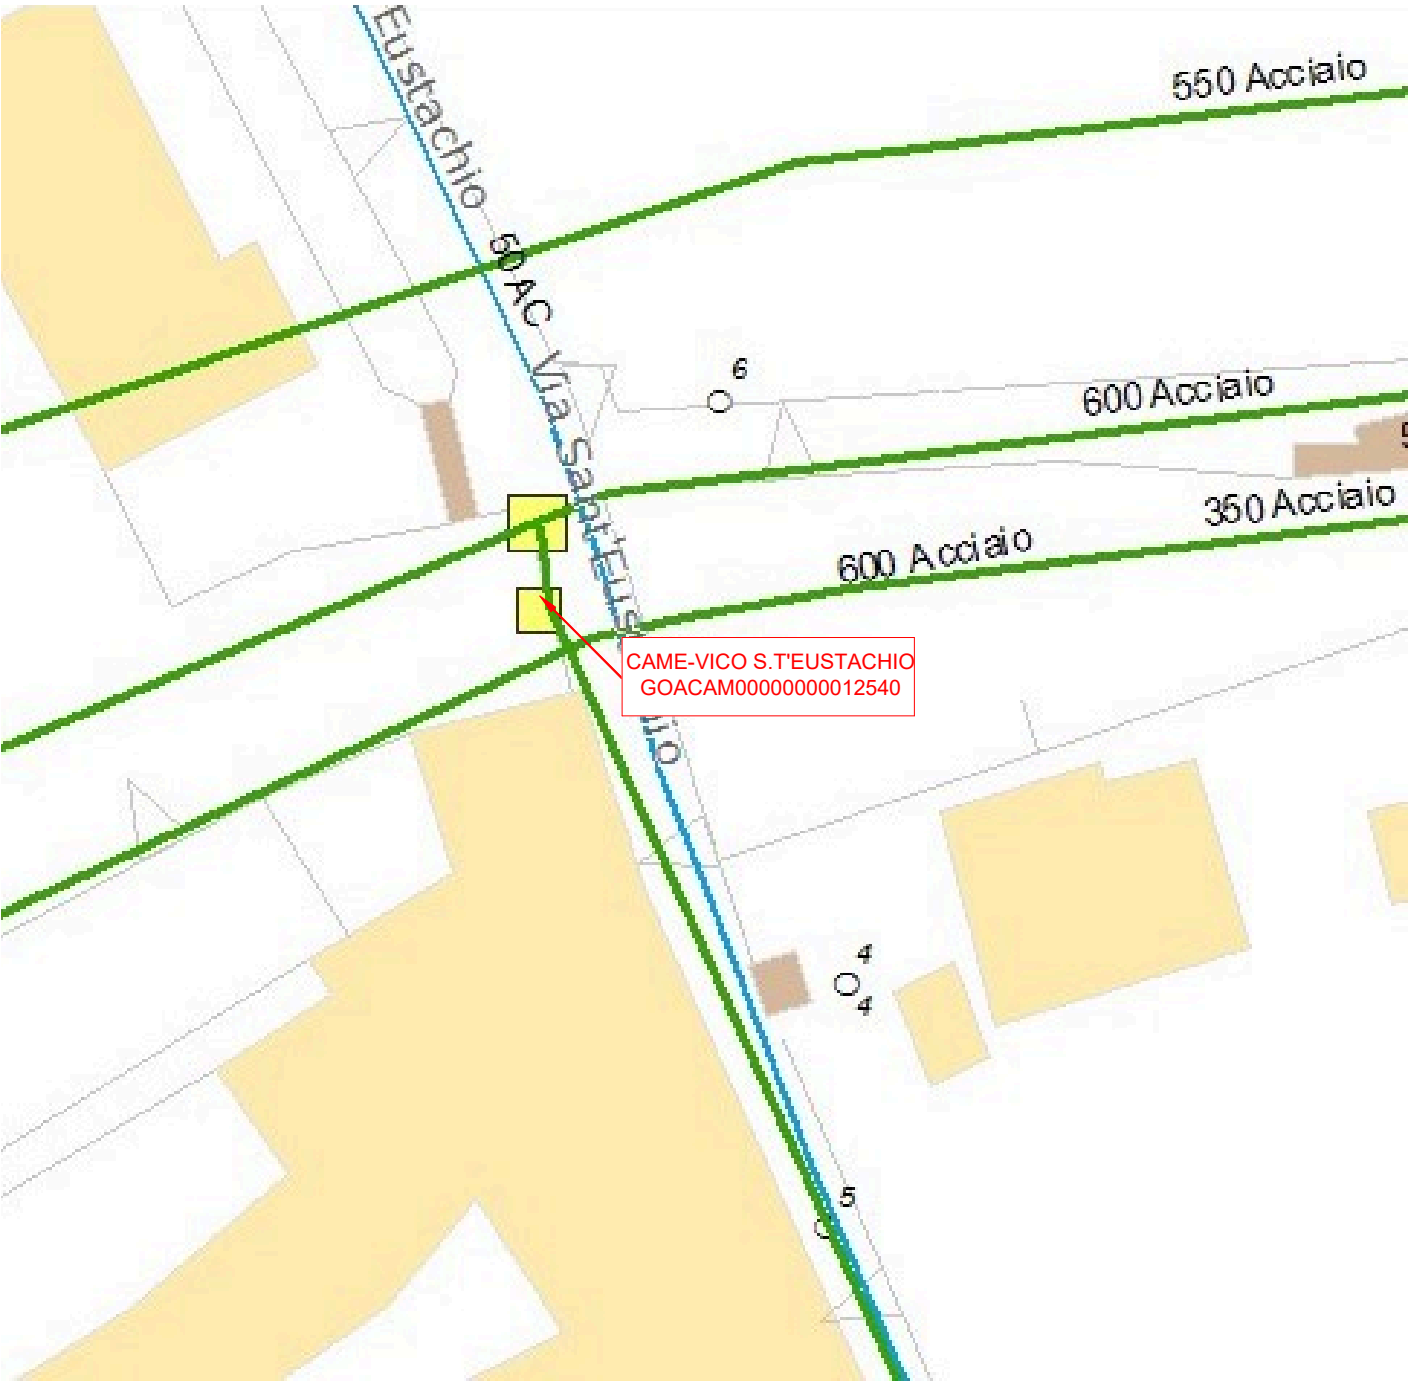 Eustachio
550 Acciaio
60 AC
Via Sant'Eustachio
6
600 Acciaio
5
350 Acciaio
600 Acciaio
CAME-VICO S.T'EUSTACHIO
GOACAM00000000012540
4
4
5